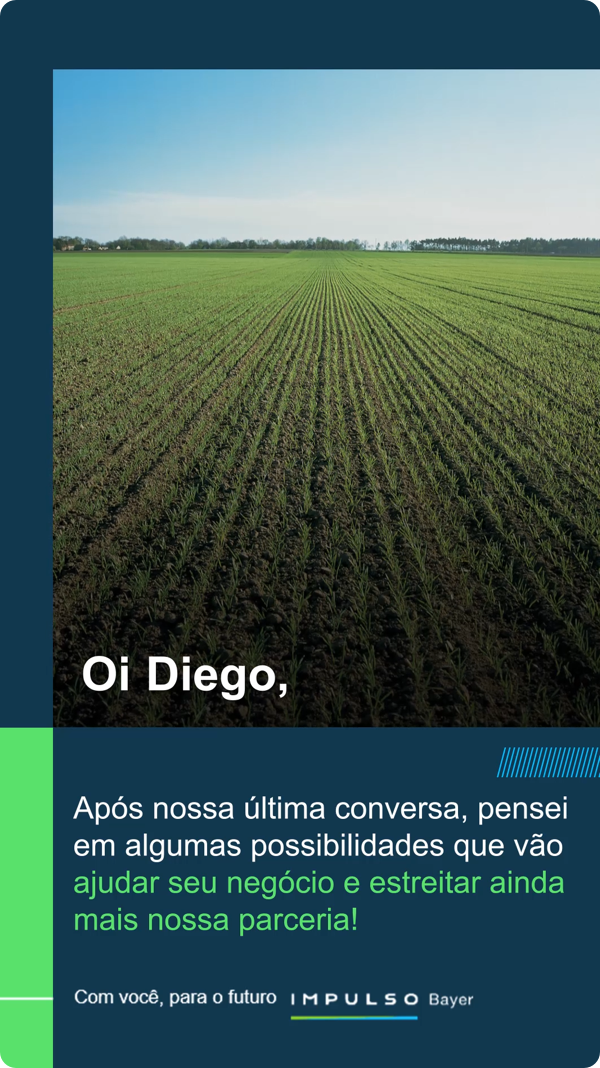 Oi Diego,
Após nossa última conversa, pensei
em algumas possibilidades que vão
ajudar seu negócio e estreitar ainda
mais nossa parceria!
Com você, para o futuro IMPULSO Bayer